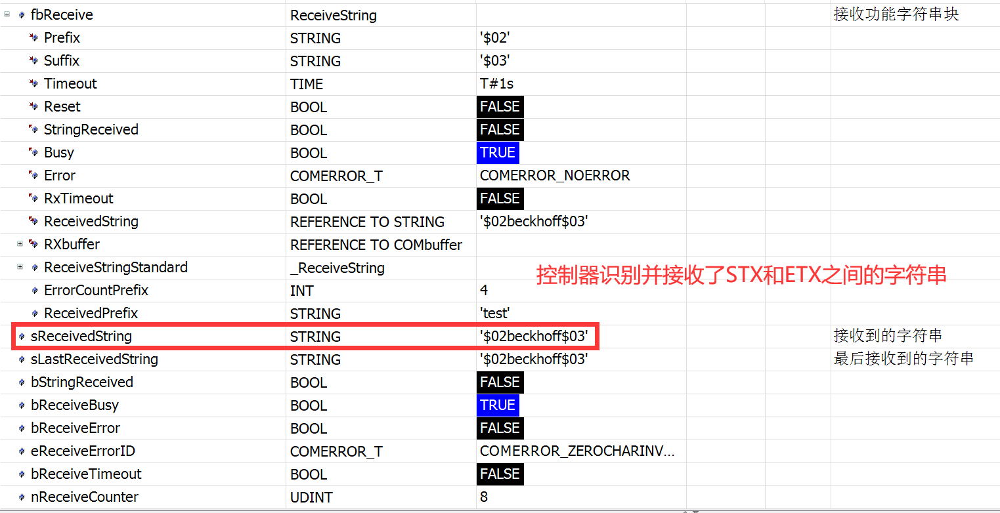 fbReceive ReceiveString 接收功能字符串块
Prefix STRING '$02'
Suffix STRING '$03'
Timeout TIME T#1s
Reset BOOL FALSE
StringReceived BOOL FALSE
Busy BOOL TRUE
Error COMERROR_T COMERROR_NOERROR
RxTimeout BOOL FALSE
ReceivedString REFERENCE TO STRING '$02beckhoff$03'
RXbuffer REFERENCE TO COMbuffer
ReceiveStringStandard _ReceiveString
控制器识别并接收了STX和ETX之间的字符串
ErrorCountPrefix INT 4
ReceivedPrefix STRING 'test'
sReceivedString STRING '$02beckhoff$03' 接收到的字符串
sLastReceivedString STRING '$02beckhoff$03' 最后接收到的字符串
bStringReceived BOOL FALSE
bReceiveBusy BOOL TRUE
bReceiveError BOOL FALSE
eReceiveErrorID COMERROR_T COMERROR_ZEROCHARINV...
bReceiveTimeout BOOL FALSE
nReceiveCounter UDINT 8